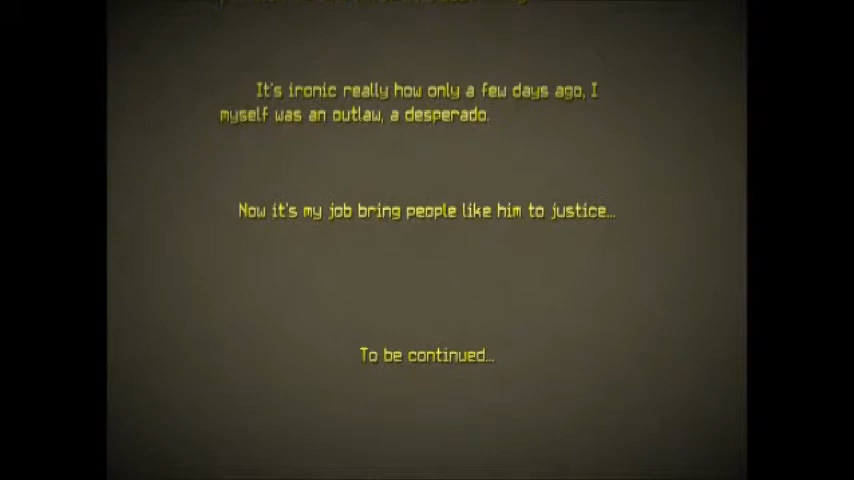 It's ironic really how only a few days ago, I
myself was an outlaw, a desperado.
Now it's my job bring people like him to justice...
To be continued...